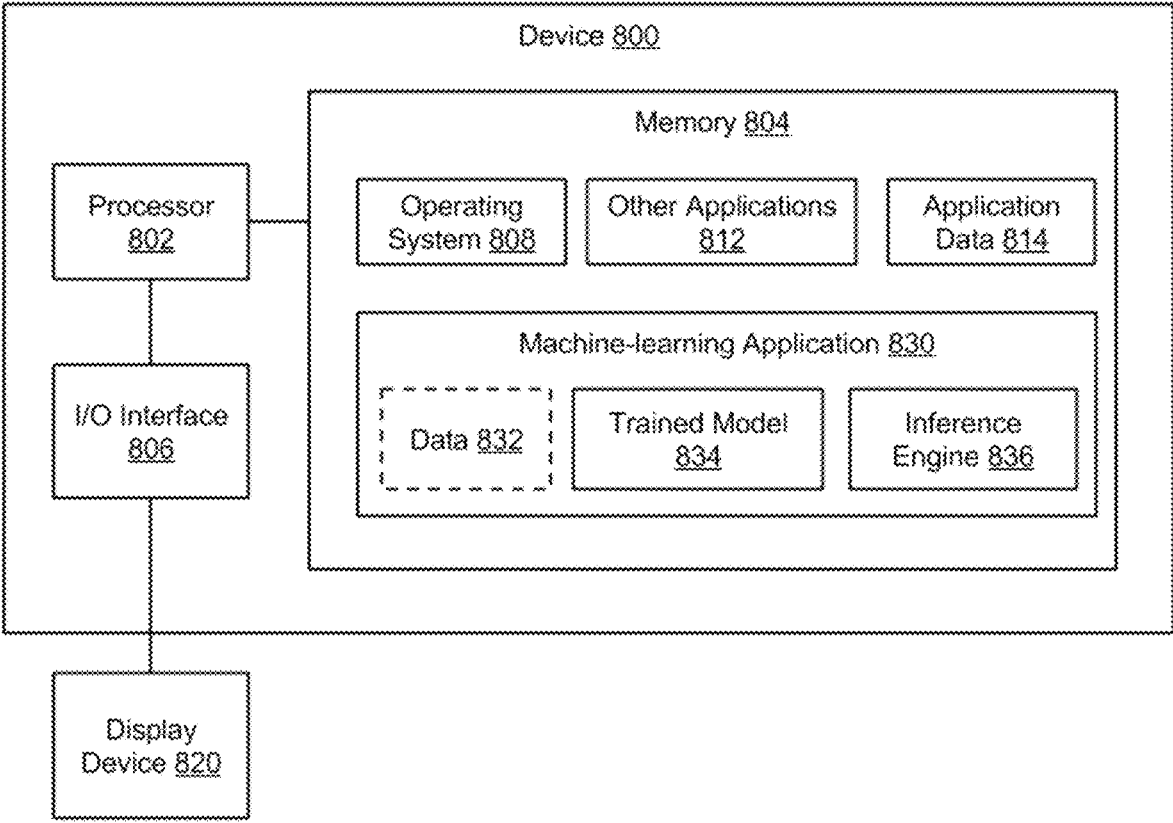 Device 800
Memory 804
Processor
802
Operating
System 808
Other Applications
812
Application
Data 814
Machine-learning Application 830
I/O Interface
806
Data 832
Trained Model
834
Inference
Engine 836
Display
Device 820